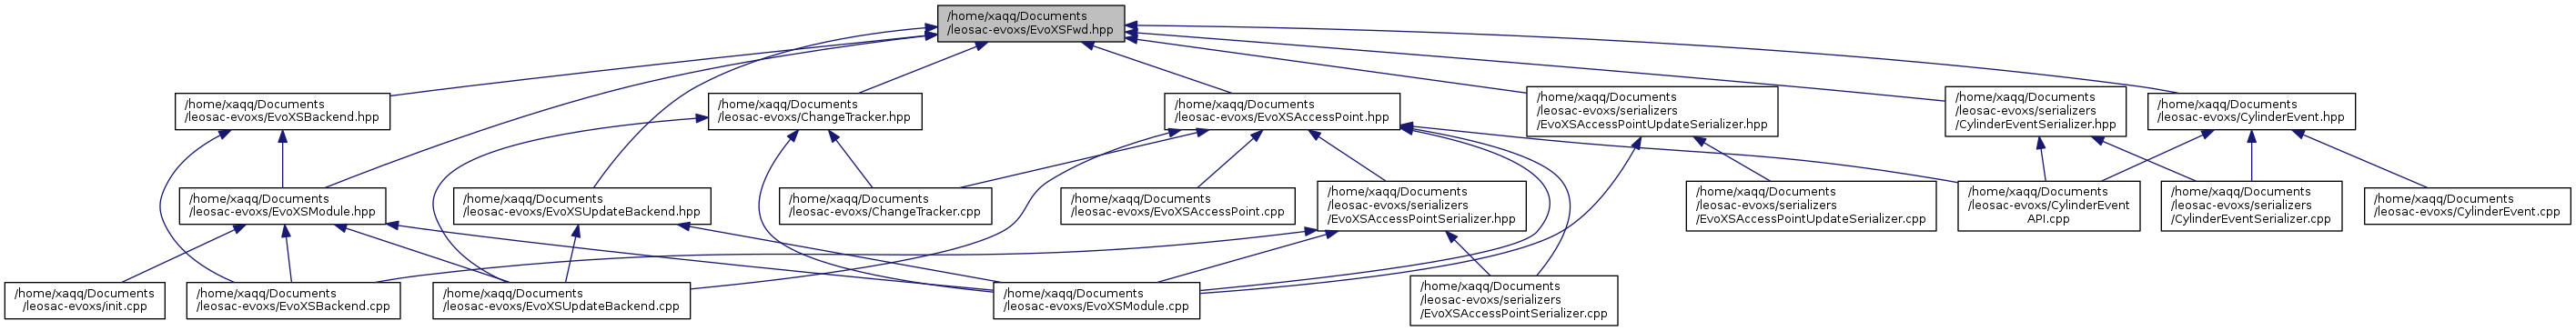 /home/xaqq/Documents
/leosac-evoxs/EvoXSFwd.hpp
/home/xaqq/Documents
/leosac-evoxs/EvoXSBackend.hpp
/home/xaqq/Documents
/leosac-evoxs/ChangeTracker.hpp
/home/xaqq/Documents
/leosac-evoxs/EvoXSAccessPoint.hpp
/home/xaqq/Documents
/leosac-evoxs/serializers
/EvoXSAccessPointUpdateSerializer.hpp
/home/xaqq/Documents
/leosac-evoxs/serializers
/CylinderEventSerializer.hpp
/home/xaqq/Documents
/leosac-evoxs/CylinderEvent.hpp
/home/xaqq/Documents
/leosac-evoxs/EvoXSModule.hpp
/home/xaqq/Documents
/leosac-evoxs/EvoXSUpdateBackend.hpp
/home/xaqq/Documents
/leosac-evoxs/ChangeTracker.cpp
/home/xaqq/Documents
/leosac-evoxs/EvoXSAccessPoint.cpp
/home/xaqq/Documents
/leosac-evoxs/serializers
/EvoXSAccessPointSerializer.hpp
/home/xaqq/Documents
/leosac-evoxs/serializers
/EvoXSAccessPointUpdateSerializer.cpp
/home/xaqq/Documents
/leosac-evoxs/CylinderEvent
API.cpp
/home/xaqq/Documents
/leosac-evoxs/serializers
/CylinderEventSerializer.cpp
/home/xaqq/Documents
/leosac-evoxs/CylinderEvent.cpp
/home/xaqq/Documents
/leosac-evoxs/init.cpp
/home/xaqq/Documents
/leosac-evoxs/EvoXSBackend.cpp
/home/xaqq/Documents
/leosac-evoxs/EvoXSUpdateBackend.cpp
/home/xaqq/Documents
/leosac-evoxs/EvoXSModule.cpp
/home/xaqq/Documents
/leosac-evoxs/serializers
/EvoXSAccessPointSerializer.cpp